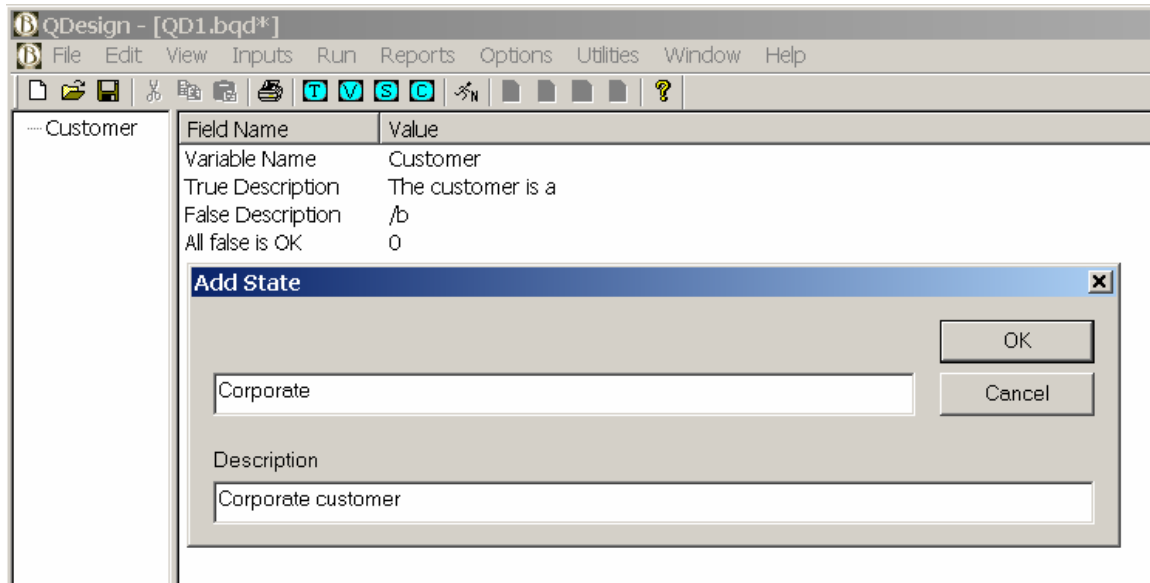 QDesign - [QD1.bqd*]
File Edit View Inputs Run Reports Options Utilities Window Help
T V S C N ?
Customer
Field Name Value
Variable Name Customer
True Description The customer is a
False Description /b
All false is OK 0
Add State
OK
Corporate
Cancel
Description
Corporate customer